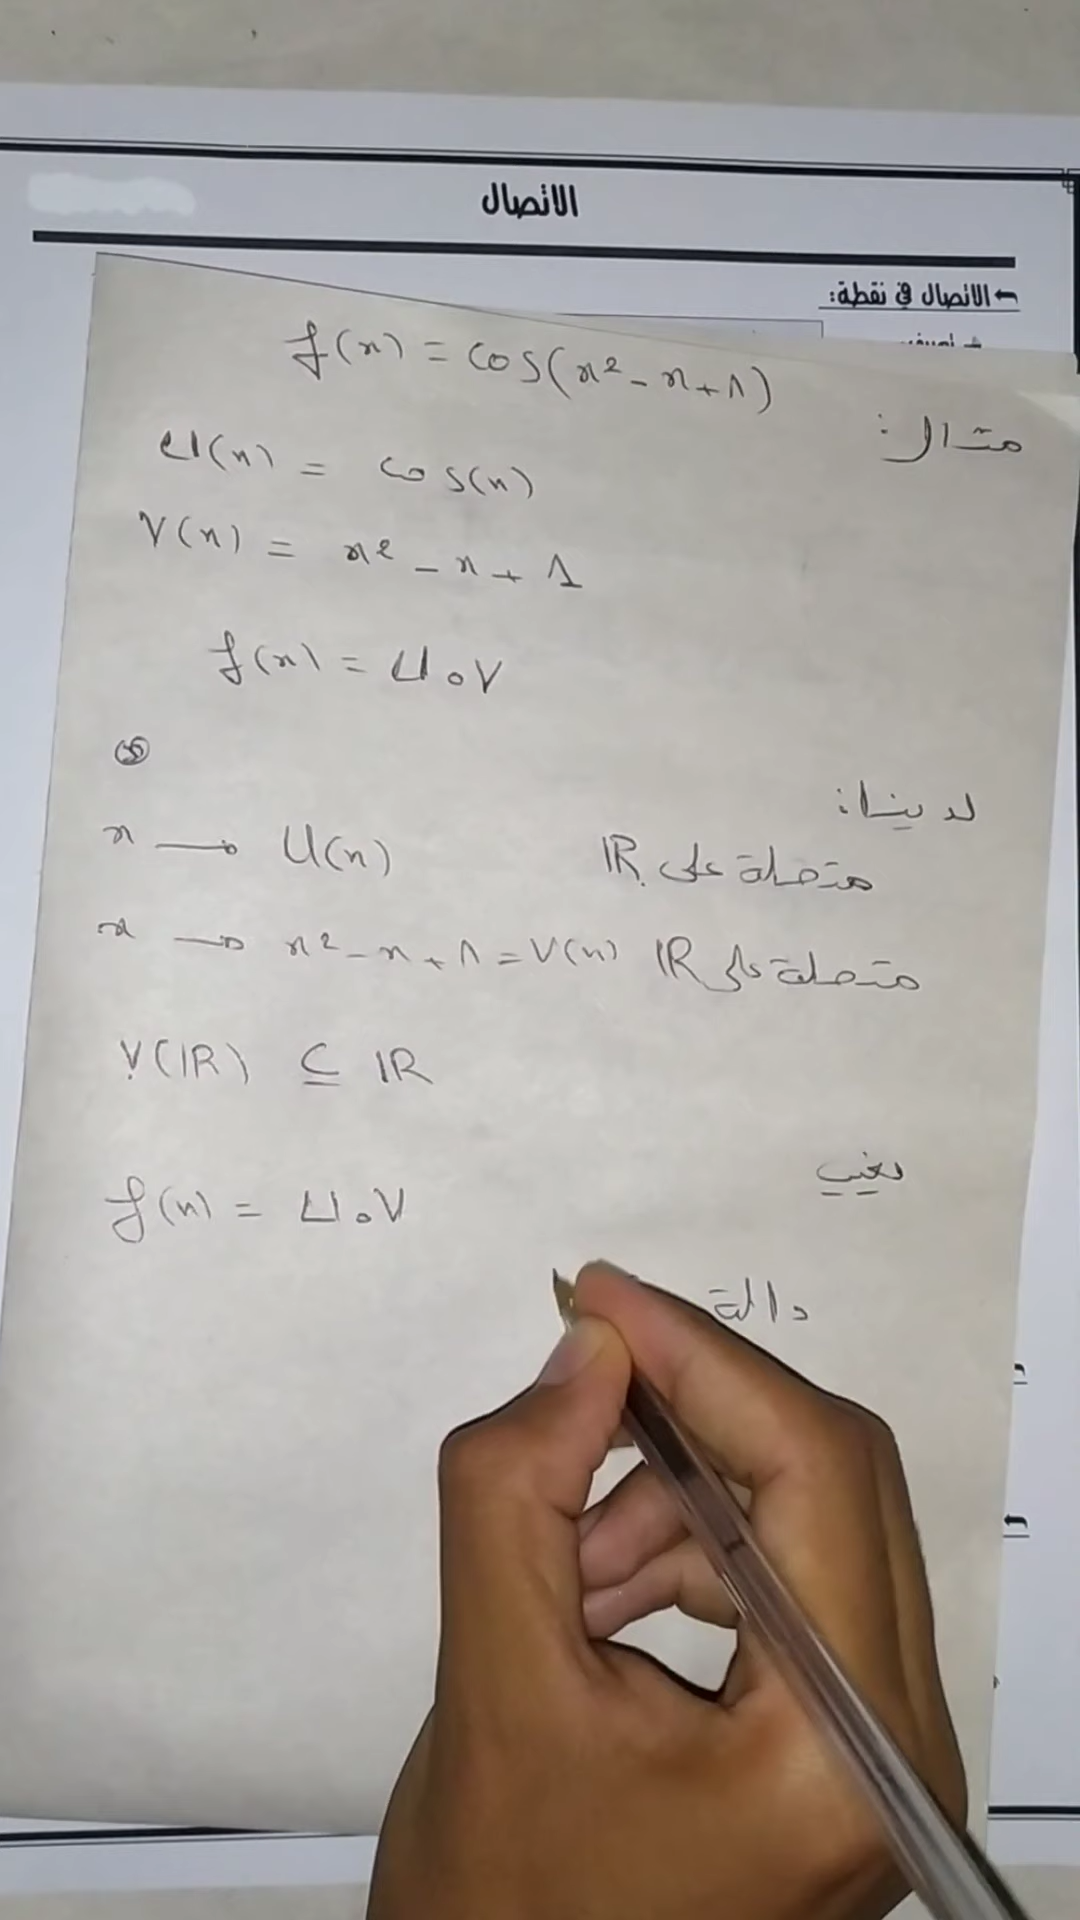 الاتصال
الاتصال في نقطة:
f(x) = cos(x² - x + 1)
مثال:
U(x) = cos(x)
V(x) = x² - x + 1
f(x) = U o V
لدينا:
x → U(x) متصلة على IR
x → x² - x + 1 = V(x) متصلة على IR
V(IR) ⊆ IR
f(x) = U o V
دالة